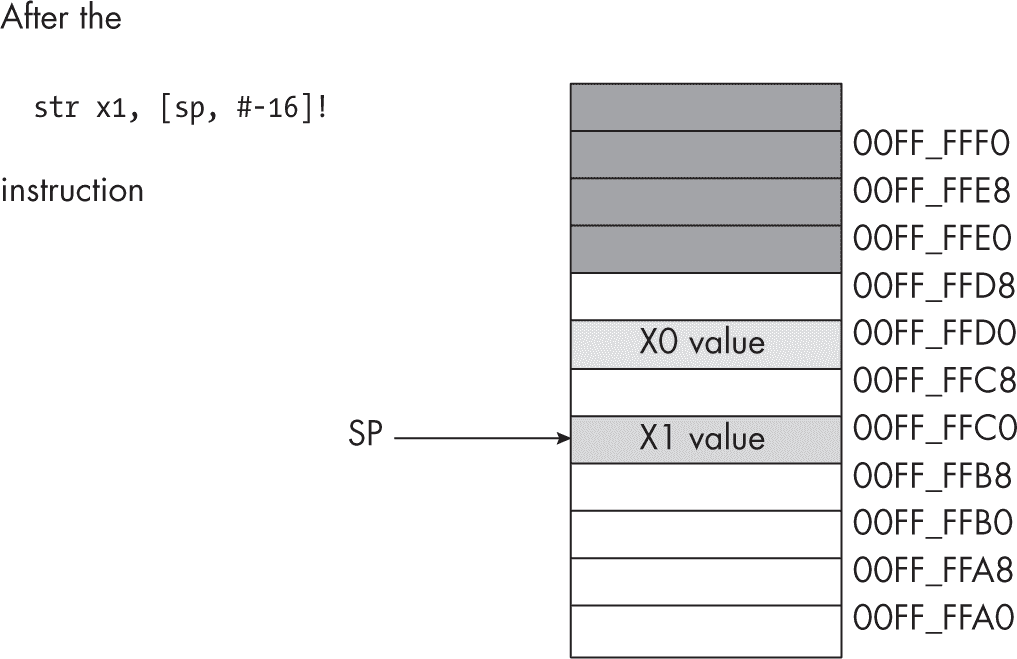 After the
str x1, [sp, #-16]!
instruction
00FF_FFF0
00FF_FFE8
00FF_FFE0
00FF_FFD8
X0 value
00FF_FFD0
00FF_FFC8
SP
X1 value
00FF_FFC0
00FF_FFB8
00FF_FFB0
00FF_FFA8
00FF_FFA0